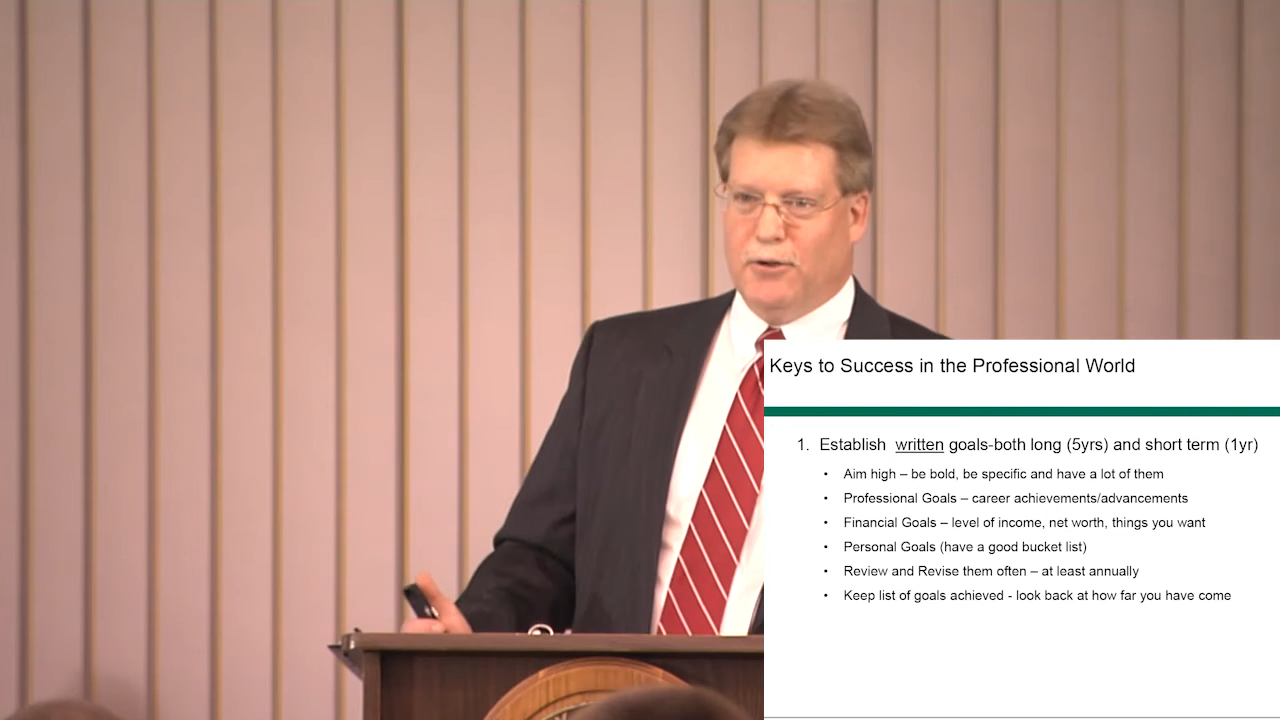 Keys to Success in the Professional World
1. Establish written goals-both long (5yrs) and short term (1yr)
• Aim high – be bold, be specific and have a lot of them
• Professional Goals – career achievements/advancements
• Financial Goals – level of income, net worth, things you want
• Personal Goals (have a good bucket list)
• Review and Revise them often – at least annually
• Keep list of goals achieved - look back at how far you have come